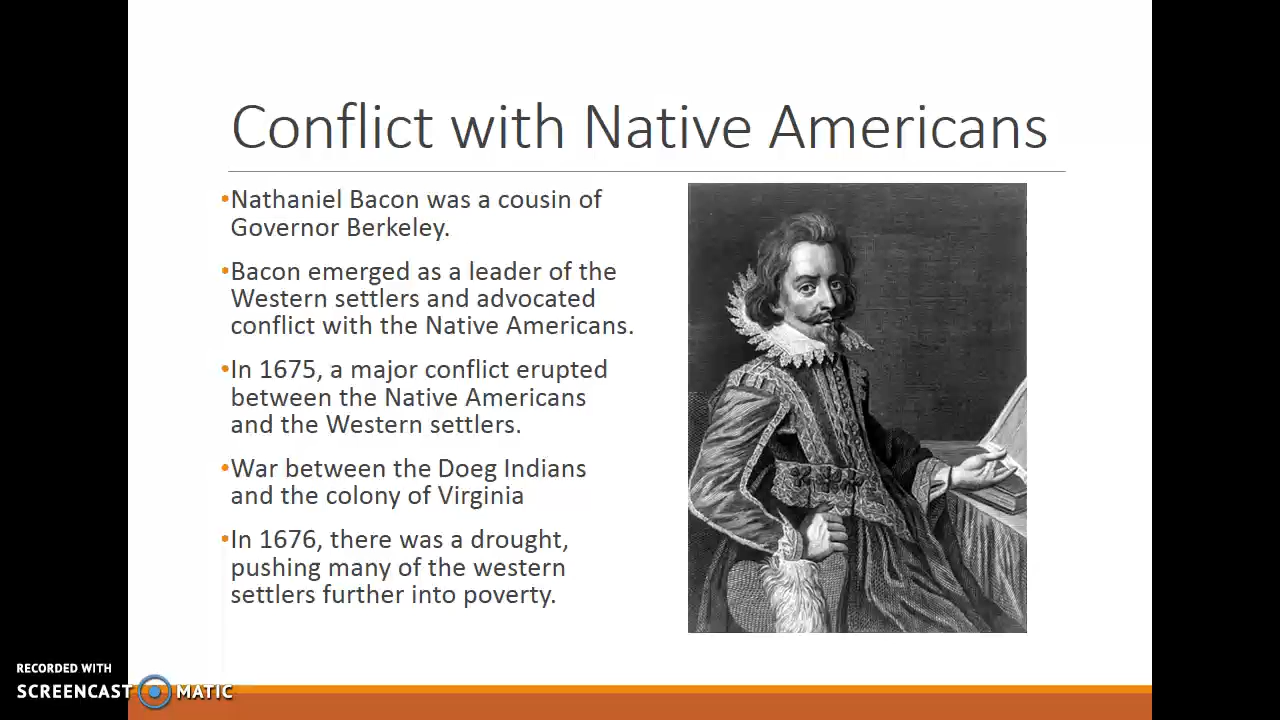 Conflict with Native Americans
•Nathaniel Bacon was a cousin of
Governor Berkeley.
•Bacon emerged as a leader of the
Western settlers and advocated
conflict with the Native Americans.
•In 1675, a major conflict erupted
between the Native Americans
and the Western settlers.
•War between the Doeg Indians
and the colony of Virginia
•In 1676, there was a drought,
pushing many of the western
settlers further into poverty.
RECORDED WITH
SCREENCAST MATIC